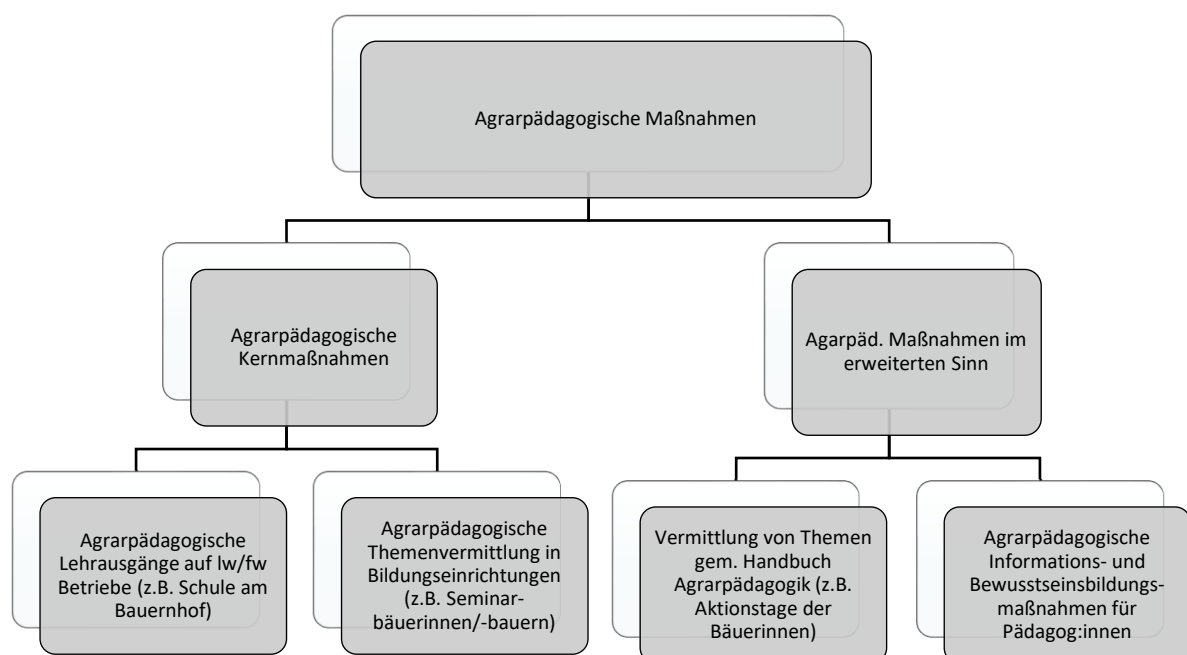 Agrarpädagogische Maßnahmen
Agrarpädagogische
Kernmaßnahmen
Agarpäd. Maßnahmen im
erweiterten Sinn
Agrarpädagogische
Lehrausgänge auf lw/fw
Betriebe (z.B. Schule am
Bauernhof)
Agrarpädagogische
Themenvermittlung in
Bildungseinrichtungen
(z.B. Seminar-
bäuerinnen/-bauern)
Vermittlung von Themen
gem. Handbuch
Agrarpädagogik (z.B.
Aktionstage der
Bäuerinnen)
Agrarpädagogische
Informations- und
Bewusstseinsbildungs-
maßnahmen für
Pädagog:innen